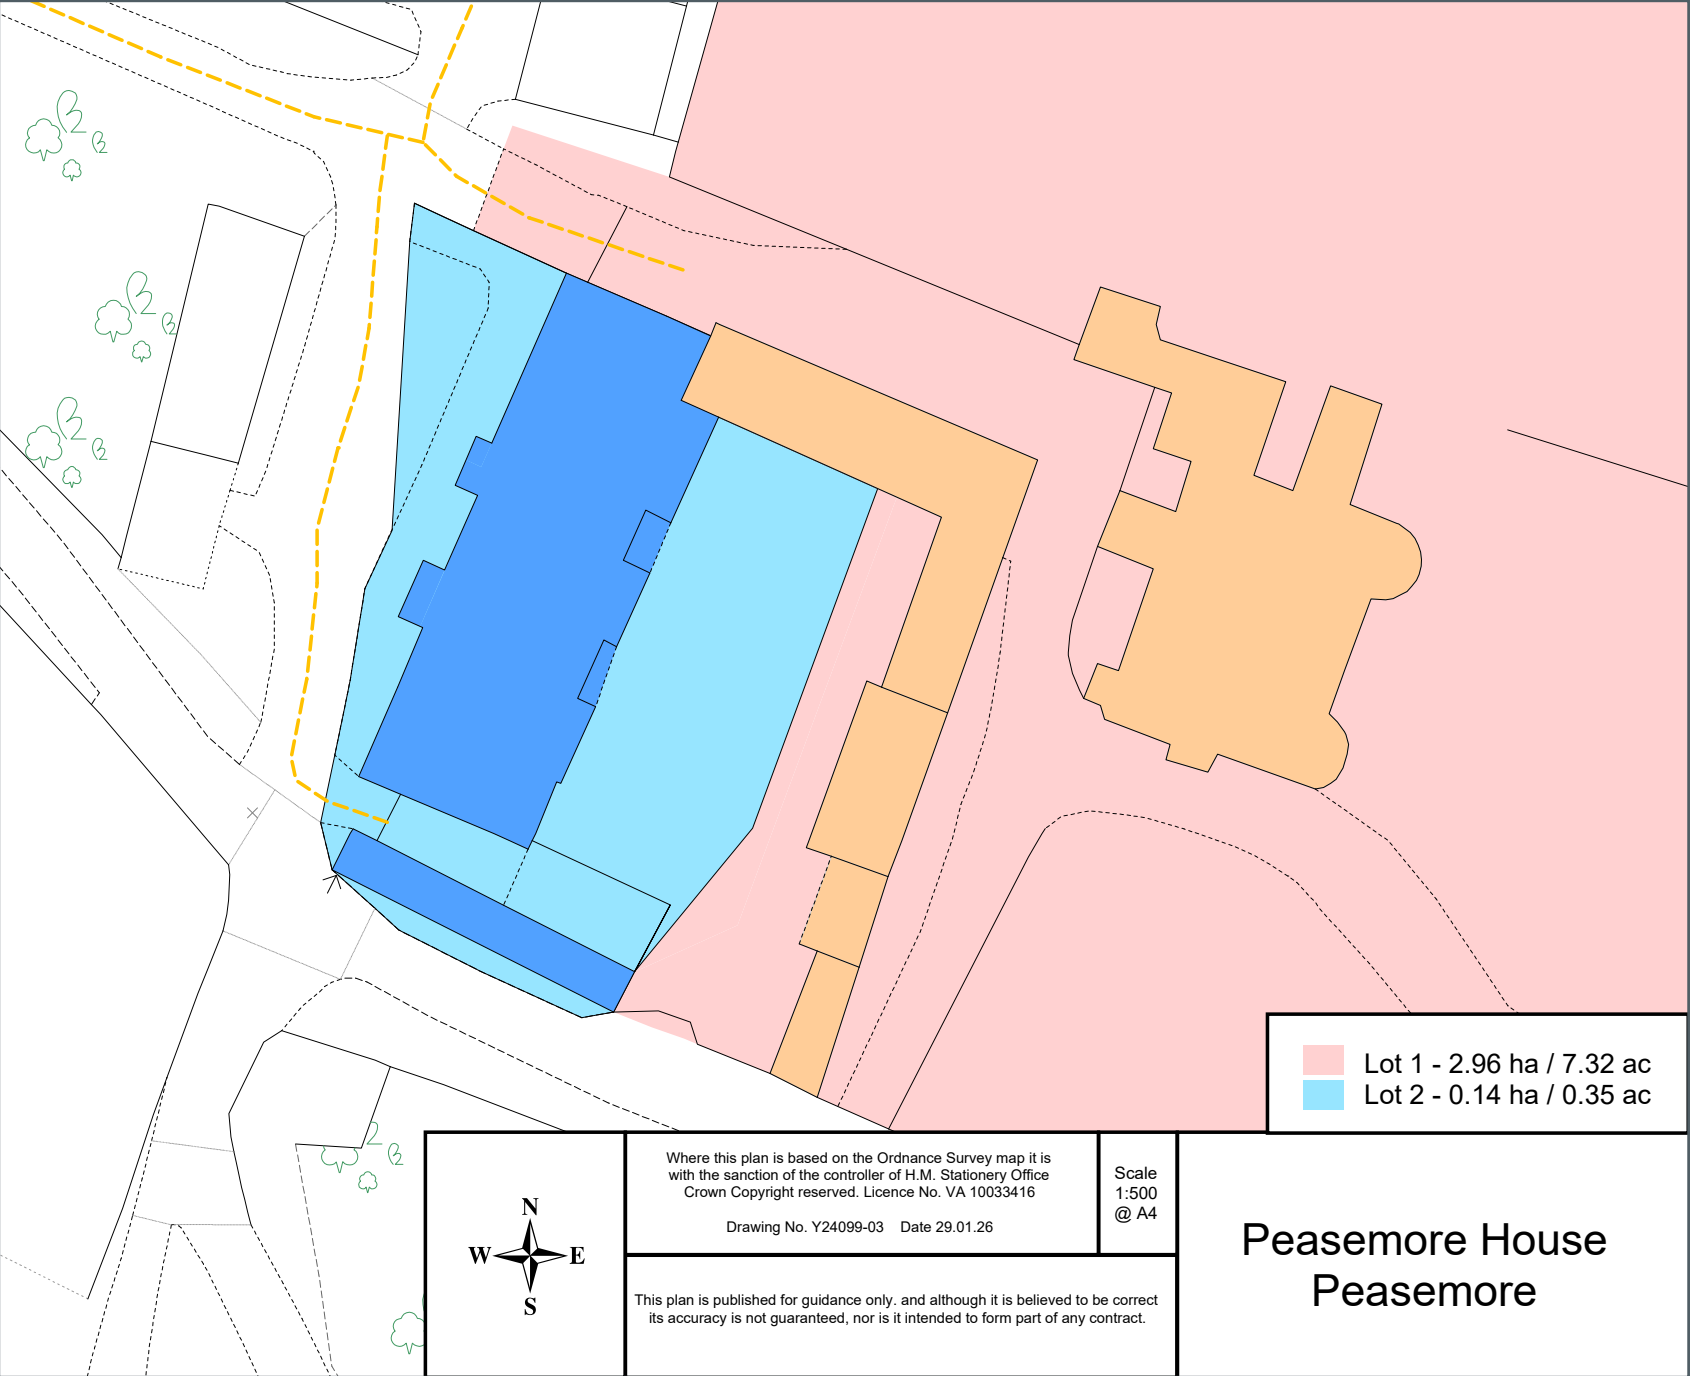 Lot 1 - 2.96 ha / 7.32 ac
Lot 2 - 0.14 ha / 0.35 ac
N
W E
S
Where this plan is based on the Ordnance Survey map it is
with the sanction of the controller of H.M. Stationery Office
Crown Copyright reserved. Licence No. VA 10033416
Drawing No. Y24099-03 Date 29.01.26
Scale
1:500
@ A4
This plan is published for guidance only. and although it is believed to be correct
its accuracy is not guaranteed, nor is it intended to form part of any contract.
Peasemore House
Peasemore